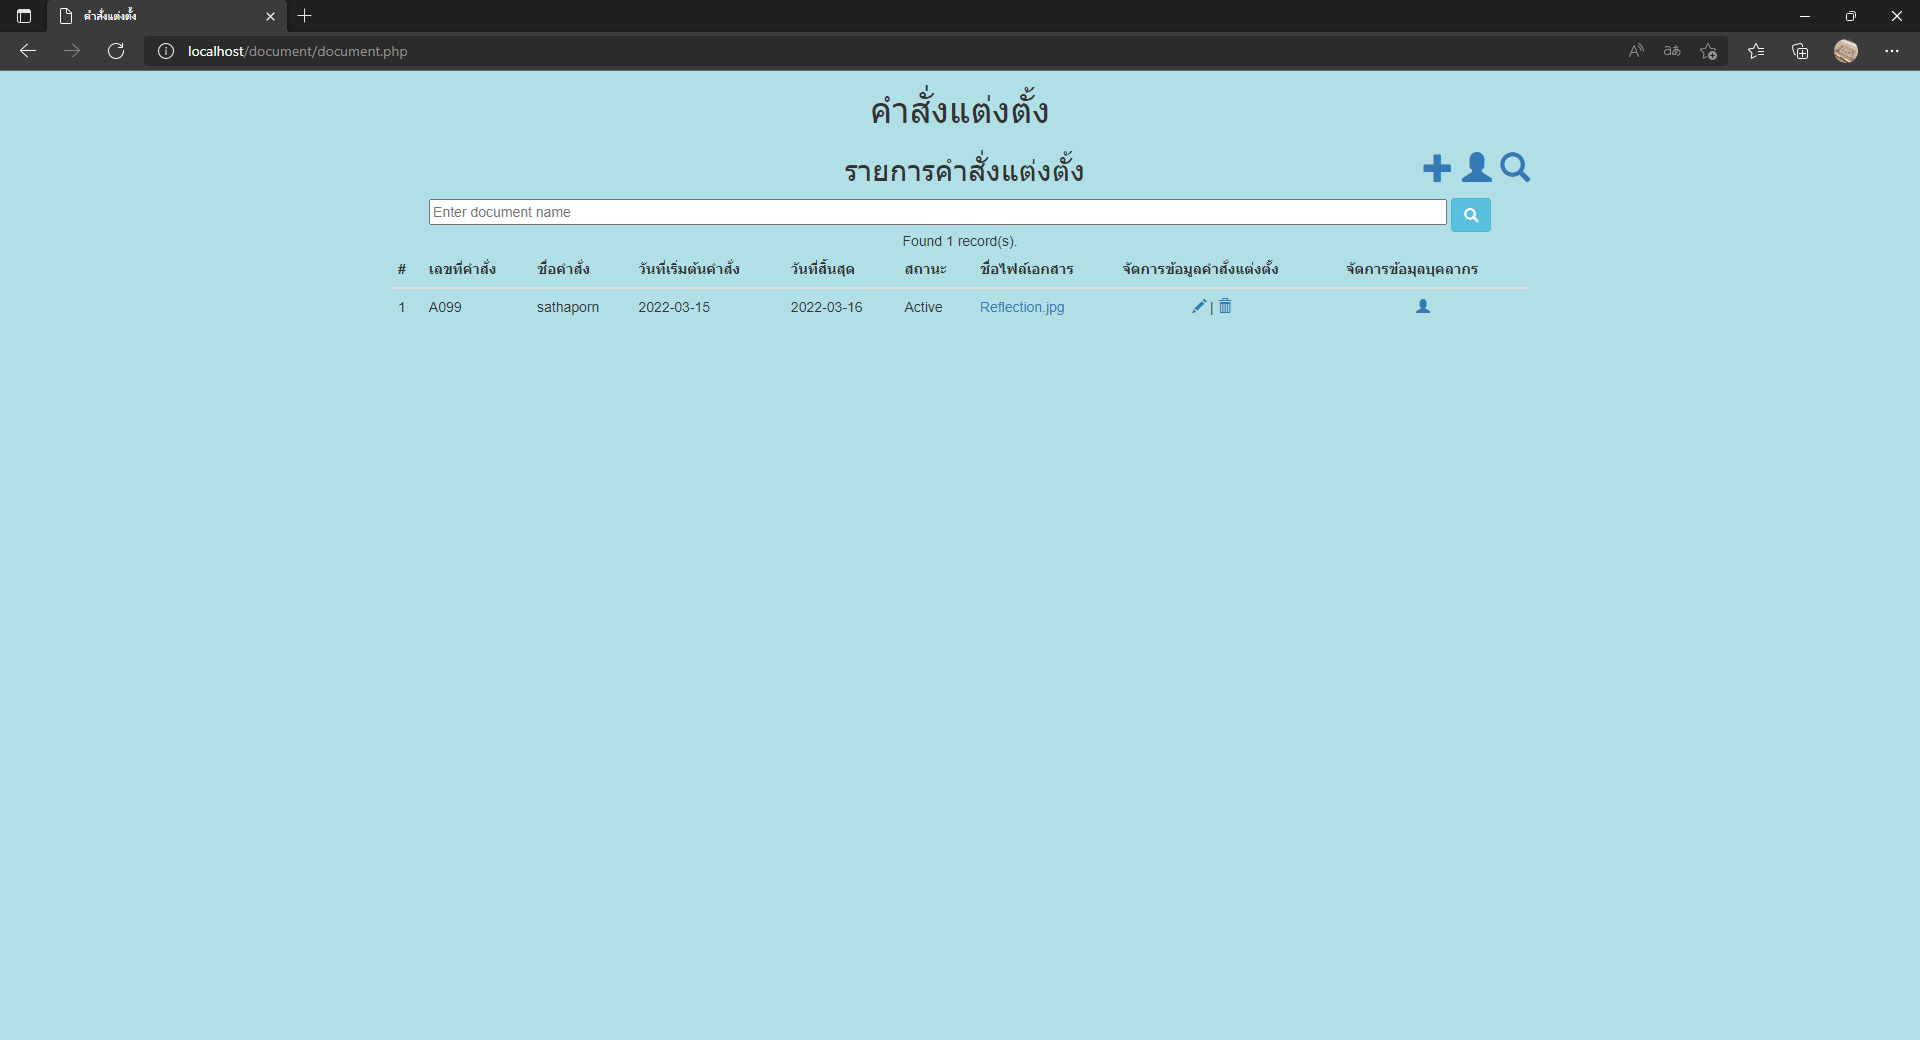 คำสั่งแต่งตั้ง
localhost/document/document.php
คำสั่งแต่งตั้ง
รายการคำสั่งแต่งตั้ง
Enter document name
Found 1 record(s).
# เลขที่คำสั่ง ชื่อคำสั่ง วันที่เริ่มต้นคำสั่ง วันที่สิ้นสุด สถานะ ชื่อไฟล์เอกสาร จัดการข้อมูลคำสั่งแต่งตั้ง จัดการข้อมุลบุคลากร
1 A099 sathaporn 2022-03-15 2022-03-16 Active Reflection.jpg |